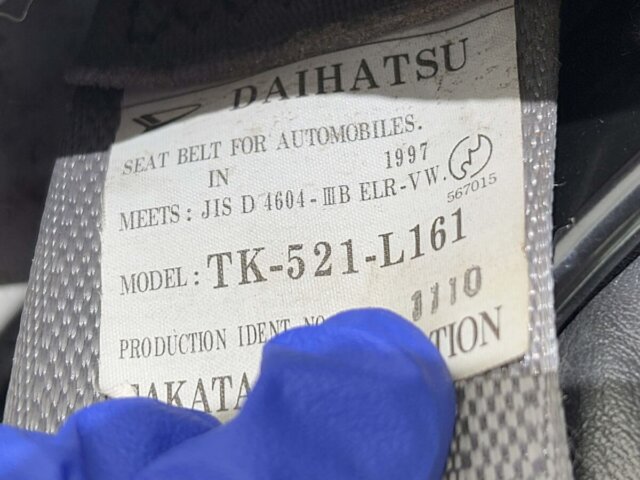 DAIHATSU
SEAT BELT FOR AUTOMOBILES.
IN 1997
MEETS: JIS D 4604-ⅢB ELR-VW. 567015
MODEL: TK-521-L161
PRODUCTION IDENT NO 1110
TAKATA TION